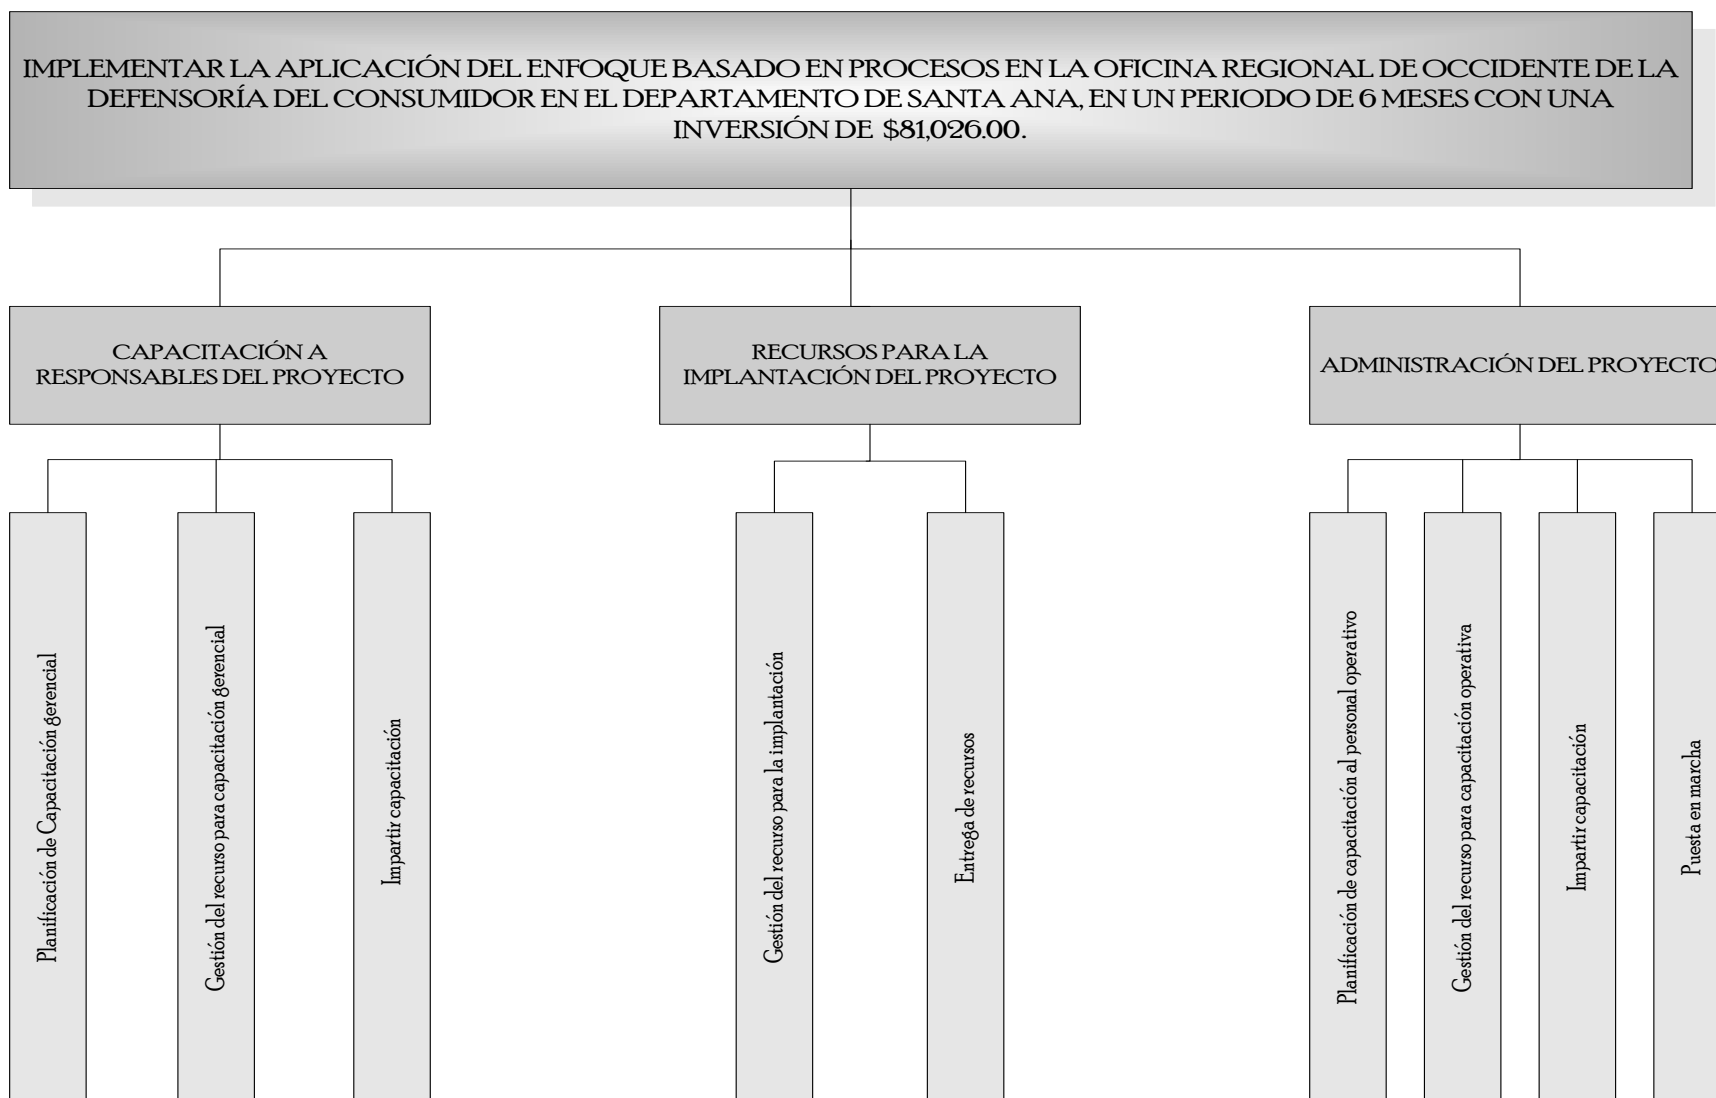 IMPLEMENTAR LA APLICACIÓN DEL ENFOQUE BASADO EN PROCESOS EN LA OFICINA REGIONAL DE OCCIDENTE DE LA
DEFENSORÍA DEL CONSUMIDOR EN EL DEPARTAMENTO DE SANTA ANA, EN UN PERIODO DE 6 MESES CON UNA
INVERSIÓN DE $81,026.00.
CAPACITACIÓN A
RESPONSABLES DEL PROYECTO
RECURSOS PARA LA
IMPLANTACIÓN DEL PROYECTO
ADMINISTRACIÓN DEL PROYECTO
Planificación de Capacitación gerencial
Gestión del recurso para capacitación gerencial
Impartir capacitación
Gestión del recurso para la implantación
Entrega de recursos
Planificación de capacitación al personal operativo
Gestión del recurso para capacitación operativa
Impartir capacitación
Puesta en marcha